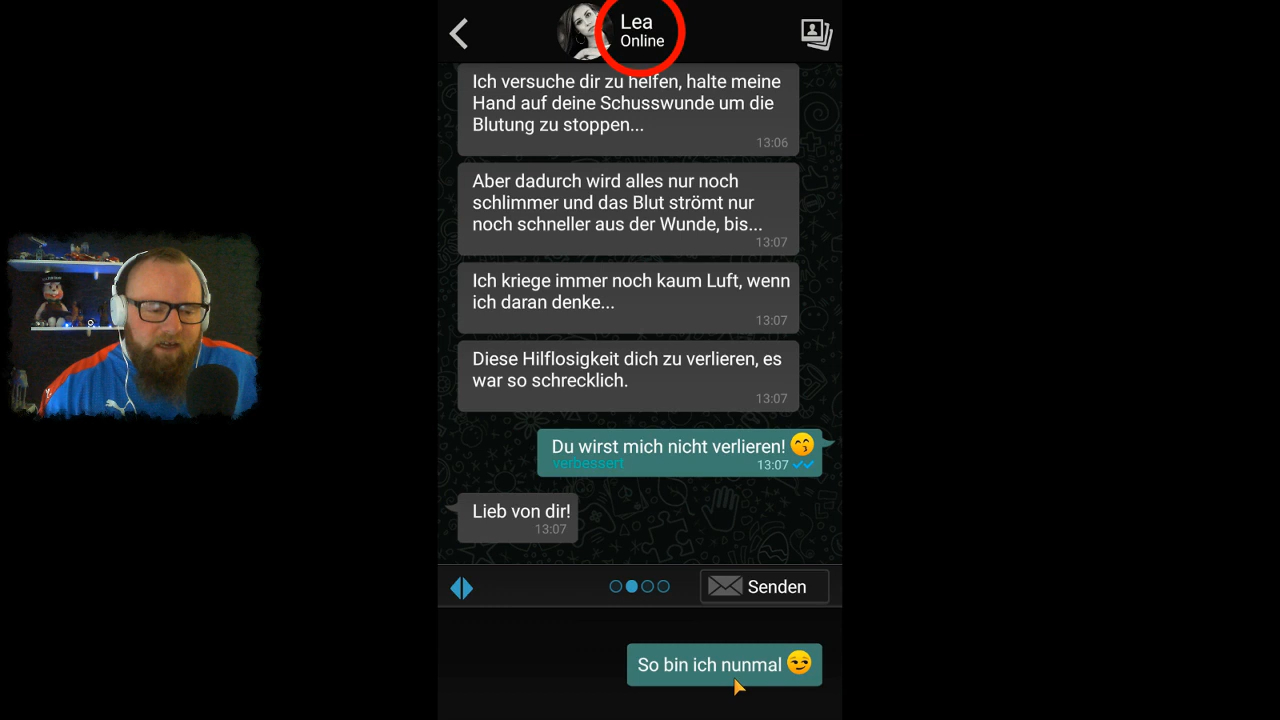 Lea
Online
Ich versuche dir zu helfen, halte meine
Hand auf deine Schusswunde um die
Blutung zu stoppen...
13:06
Aber dadurch wird alles nur noch
schlimmer und das Blut strömt nur
noch schneller aus der Wunde, bis...
13:07
Ich kriege immer noch kaum Luft, wenn
ich daran denke...
13:07
Diese Hilflosigkeit dich zu verlieren, es
war so schrecklich.
13:07
Du wirst mich nicht verlieren! 😙
verbessert 13:07
Lieb von dir!
13:07
Senden
So bin ich nunmal 😏